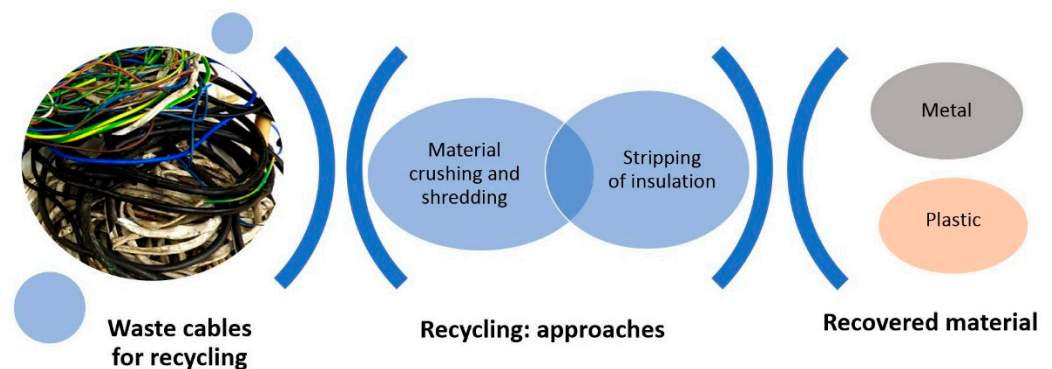 Material
crushing and
shredding
Stripping
of insulation
Metal
Plastic
Waste cables
for recycling
Recycling: approaches
Recovered material